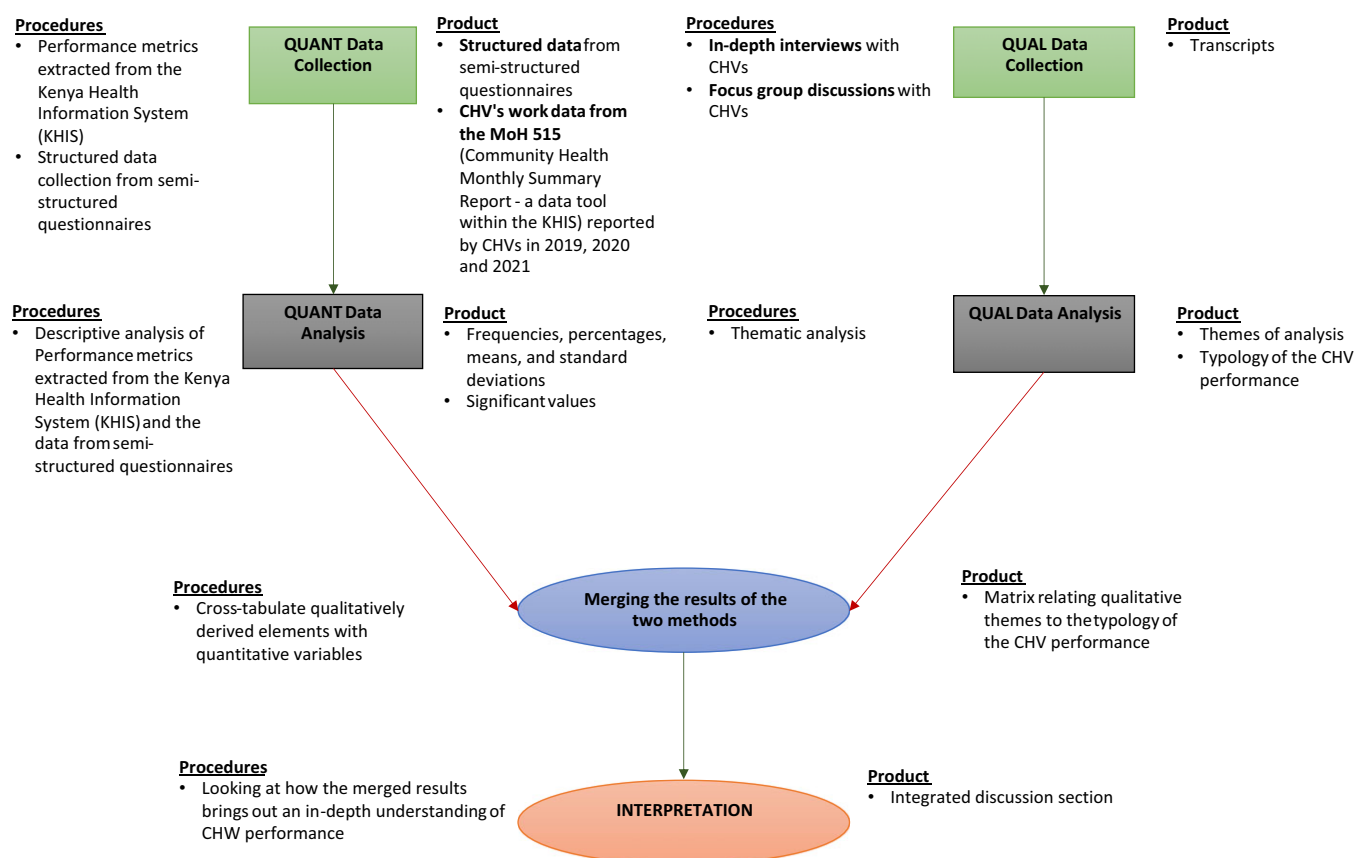 Procedures
• Performance metrics
extracted from the
Kenya Health
Information System
(KHIS)
• Structured data
collection from semi-
structured
questionnaires
QUANT Data
Collection
Product
• Structured data from
semi-structured
questionnaires
• CHV's work data from
the MoH 515
(Community Health
Monthly Summary
Report - a data tool
within the KHIS) reported
by CHVs in 2019, 2020
and 2021
Procedures
• In-depth interviews with
CHVs
• Focus group discussions with
CHVs
QUAL Data
Collection
Product
• Transcripts
Procedures
• Descriptive analysis of
Performance metrics
extracted from the Kenya
Health Information
System (KHIS) and the
data from semi-
structured questionnaires
QUANT Data
Analysis
Product
• Frequencies, percentages,
means, and standard
deviations
• Significant values
Procedures
• Thematic analysis
QUAL Data Analysis
Product
• Themes of analysis
• Typology of the CHV
performance
Procedures
• Cross-tabulate qualitatively
derived elements with
quantitative variables
Merging the results of the
two methods
Product
• Matrix relating qualitative
themes to the typology of
the CHV performance
Procedures
• Looking at how the merged results
brings out an in-depth understanding of
CHW performance
INTERPRETATION
Product
• Integrated discussion section